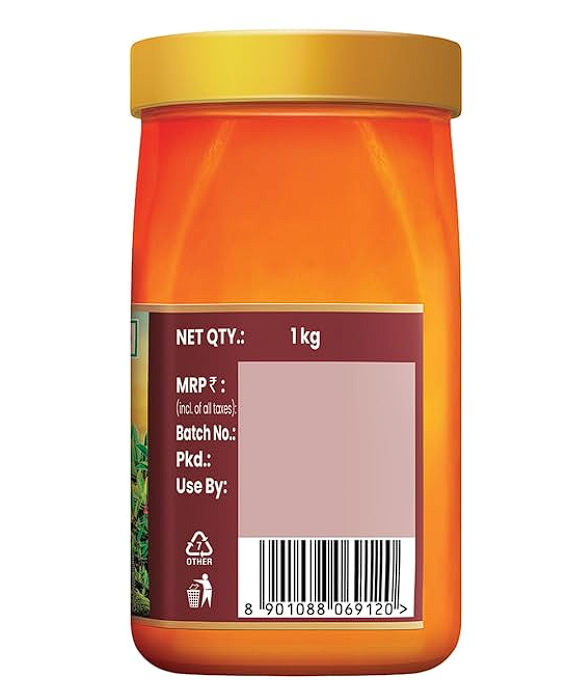 NET QTY.: 1 kg
MRP ₹ :
(incl. of all taxes):
Batch No.:
Pkd.:
Use By:
7
OTHER
8 901088 069120 >